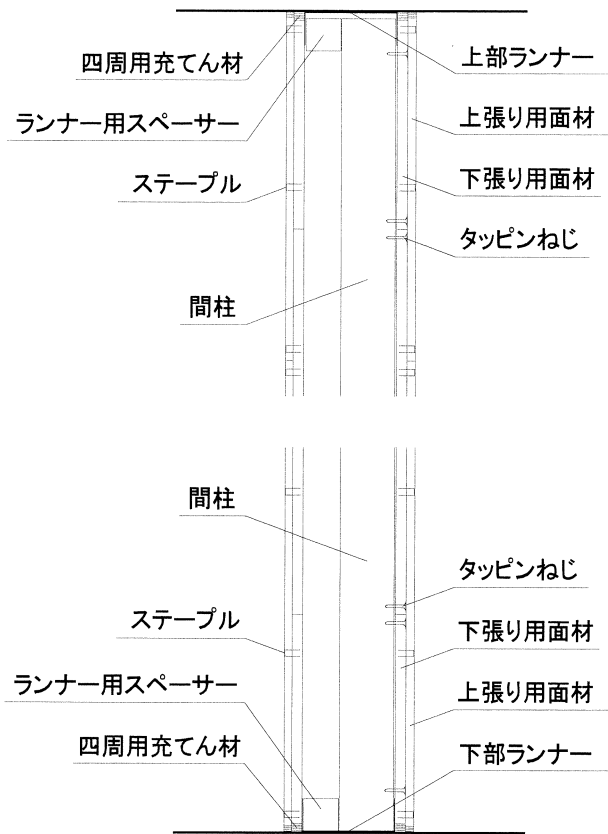 四周用充てん材
上部ランナー
ランナー用スペーサー
上張り用面材
ステープル
下張り用面材
タッピンねじ
間柱
間柱
タッピンねじ
ステープル
下張り用面材
ランナー用スペーサー
上張り用面材
四周用充てん材
下部ランナー